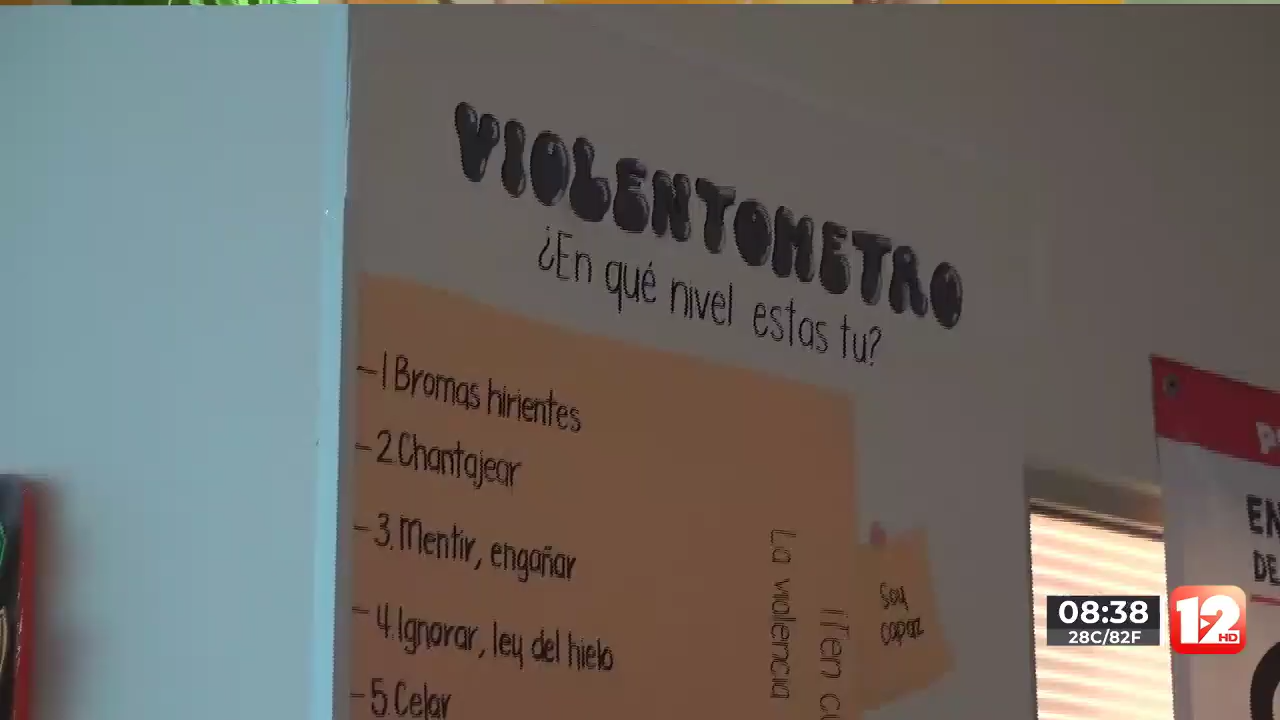 VIOLENTOMETRO
¿En qué nivel estas tu?
-1 Bromas hirientes
-2.Chantajear
-3.Mentir, engañar
-4.Ignorar, ley del hielo
-5.Celar
La violencia
¡Ten
Soy
capaz
08:38
28C/82F
12
HD